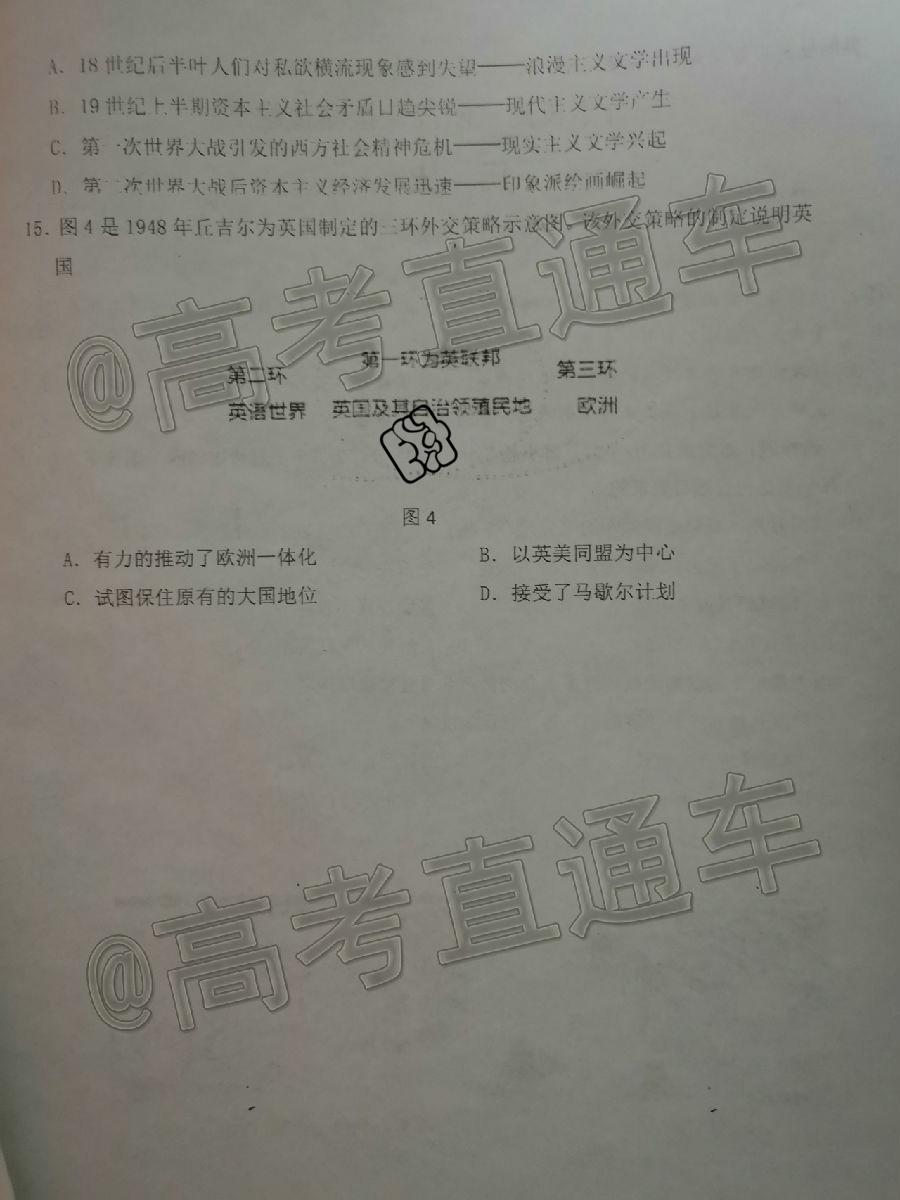 A. 18世纪后半叶人们对私欲横流现象感到失望——浪漫主义文学出现
B. 19世纪上半期资本主义社会矛盾日趋尖锐——现代主义文学产生
C. 第一次世界大战引发的西方社会精神危机——现实主义文学兴起
D. 第二次世界大战后资本主义经济发展迅速——印象派绘画崛起
15. 图4是1948年丘吉尔为英国制定的三环外交策略示意图。该外交策略的制定说明英
国
第二环 第一环为英联邦 第三环
英语世界 英国及其自治领殖民地 欧洲
图4
A. 有力的推动了欧洲一体化 B. 以英美同盟为中心
C. 试图保住原有的大国地位 D. 接受了马歇尔计划
@高考直通车
@高考直通车